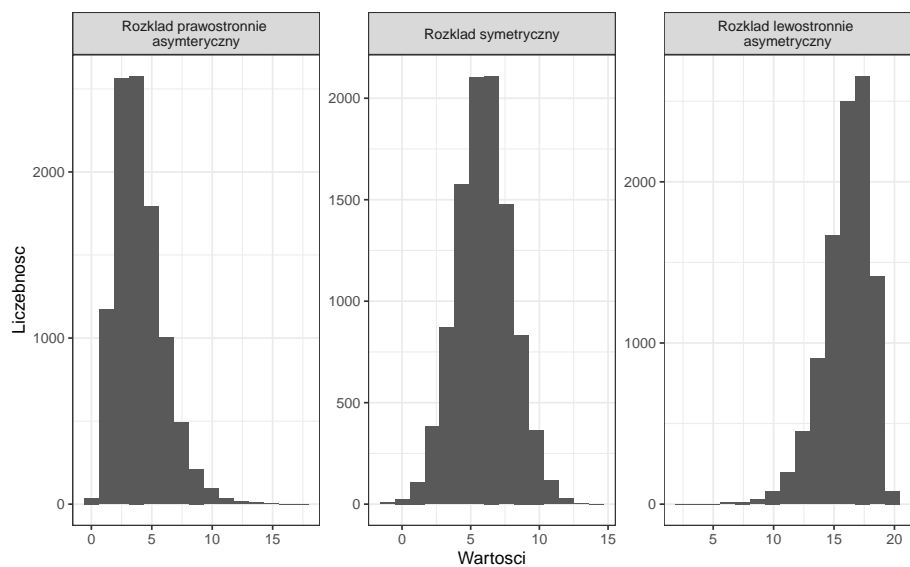 Rozklad prawostronnie
asymteryczny
Rozklad symetryczny
Rozklad lewostronnie
asymetryczny
Liczebnosc
2000
1000
0
0 5 10 15
2000
1500
1000
500
0
0 5 10 15
2000
1000
0
5 10 15 20
Wartosci